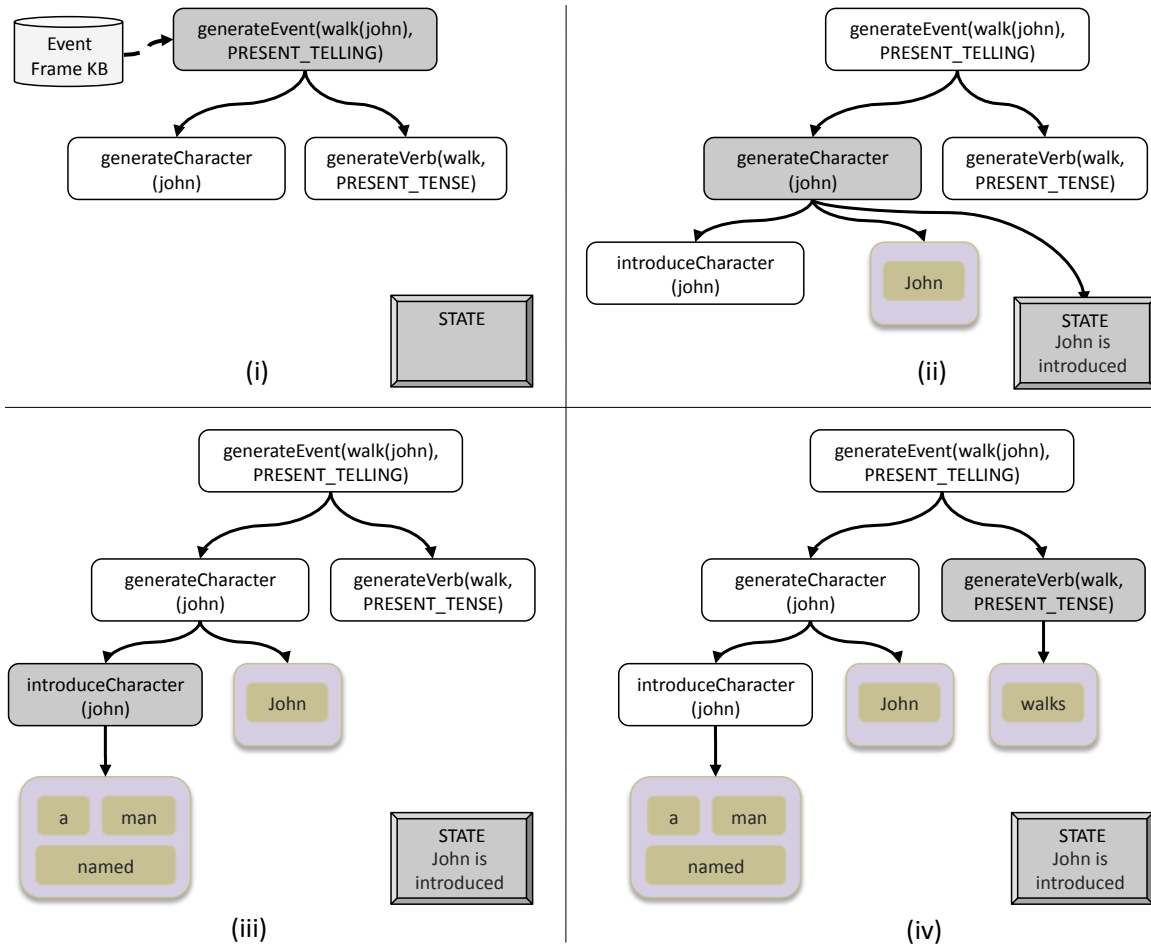 Event
Frame KB
generateEvent(walk(john),
PRESENT_TELLING)
generateCharacter
(john)
generateVerb(walk,
PRESENT_TENSE)
STATE
(i)
generateEvent(walk(john),
PRESENT_TELLING)
generateCharacter
(john)
generateVerb(walk,
PRESENT_TENSE)
introduceCharacter
(john)
John
STATE
John is
introduced
(ii)
generateEvent(walk(john),
PRESENT_TELLING)
generateCharacter
(john)
generateVerb(walk,
PRESENT_TENSE)
introduceCharacter
(john)
John
a man
named
STATE
John is
introduced
(iii)
generateEvent(walk(john),
PRESENT_TELLING)
generateCharacter
(john)
generateVerb(walk,
PRESENT_TENSE)
introduceCharacter
(john)
John
walks
a man
named
STATE
John is
introduced
(iv)